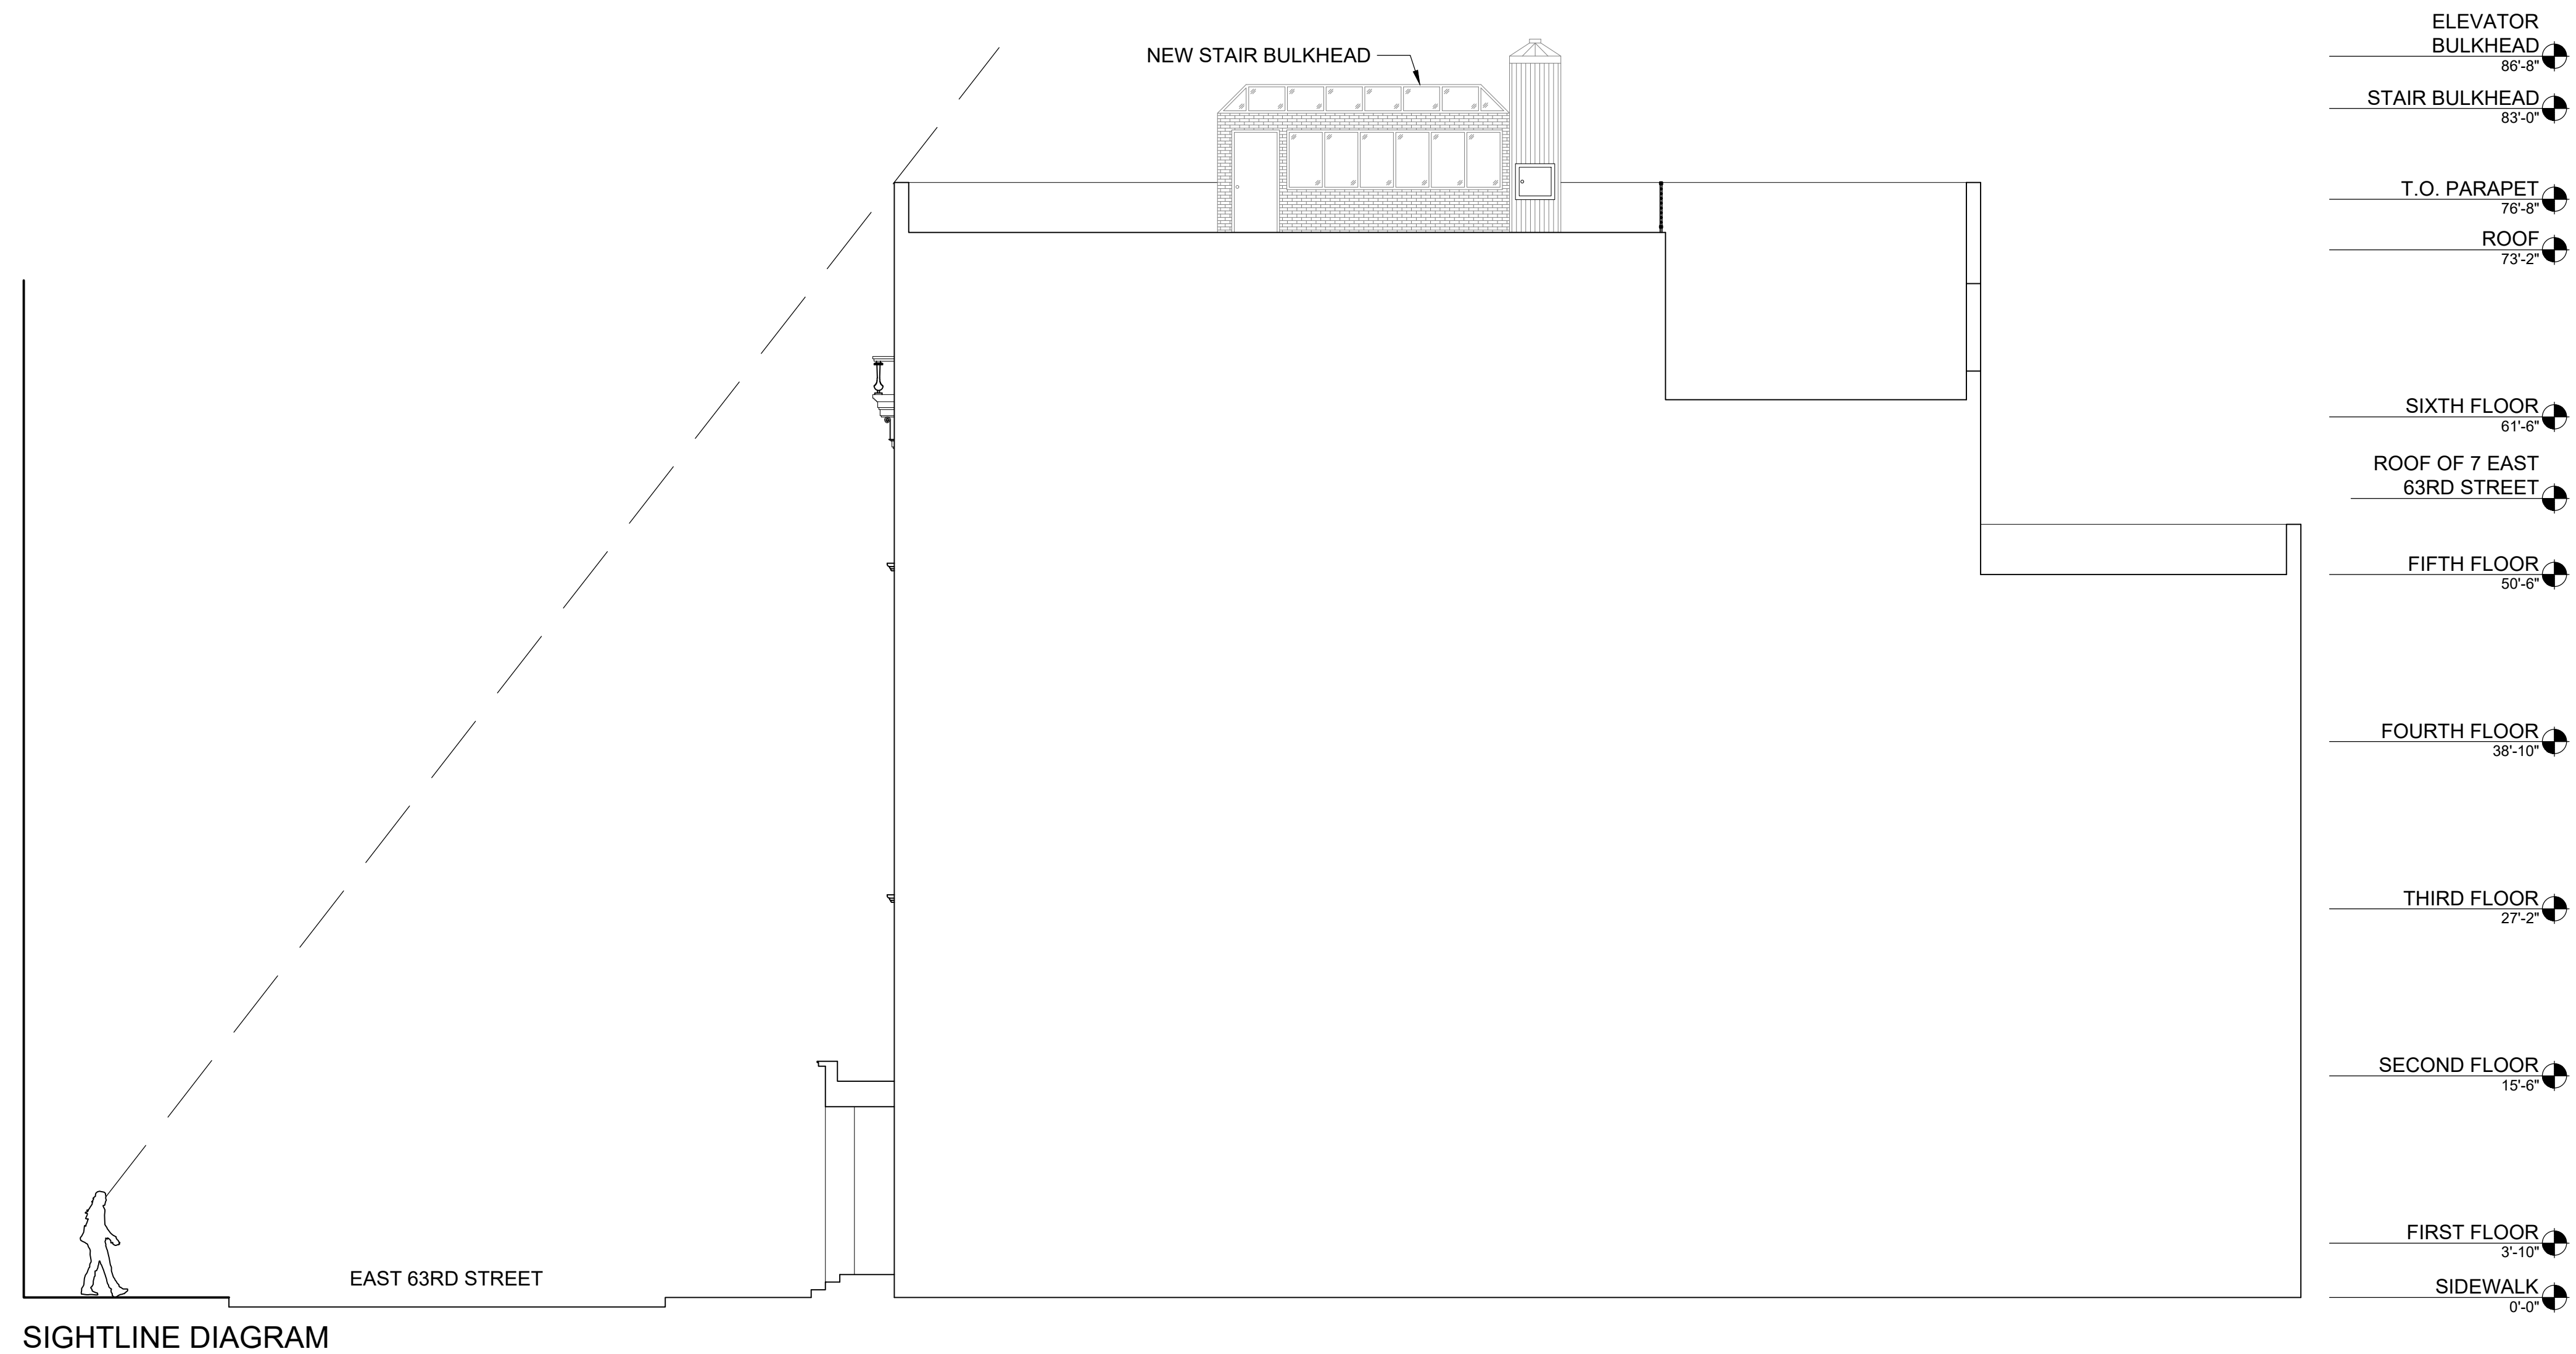 NEW STAIR BULKHEAD
ELEVATOR
BULKHEAD
86'-8"
STAIR BULKHEAD
83'-0"
T.O. PARAPET
76'-8"
ROOF
73'-2"
SIXTH FLOOR
61'-6"
ROOF OF 7 EAST
63RD STREET
FIFTH FLOOR
50'-6"
FOURTH FLOOR
38'-10"
THIRD FLOOR
27'-2"
SECOND FLOOR
15'-6"
FIRST FLOOR
3'-10"
SIDEWALK
0'-0"
EAST 63RD STREET
SIGHTLINE DIAGRAM